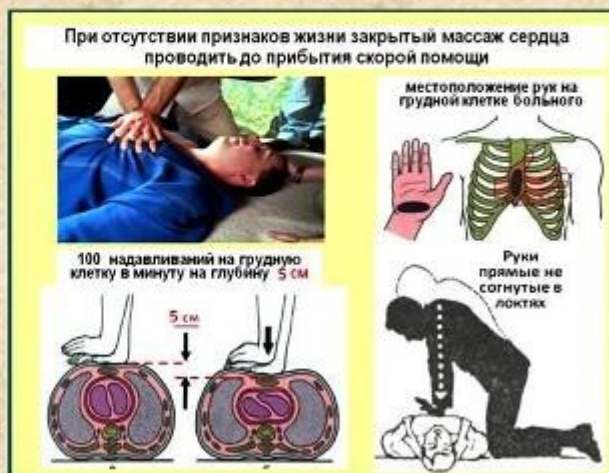 При отсутствии признаков жизни закрытый массаж сердца
проводить до прибытия скорой помощи
местоположение рук на
грудной клетке больного
100 надавливаний на грудную
клетку в минуту на глубину 5 см
5 см
Руки
прямые не
согнутые в
локтях